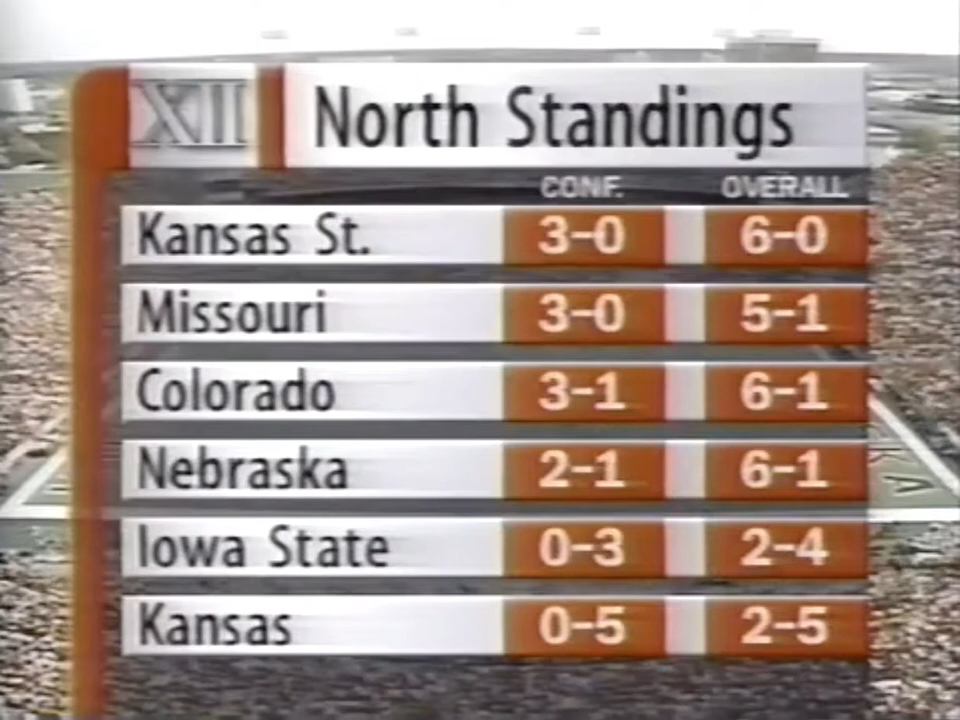 XII North Standings
CONF. OVERALL
Kansas St. 3-0 6-0
Missouri 3-0 5-1
Colorado 3-1 6-1
Nebraska 2-1 6-1
Iowa State 0-3 2-4
Kansas 0-5 2-5